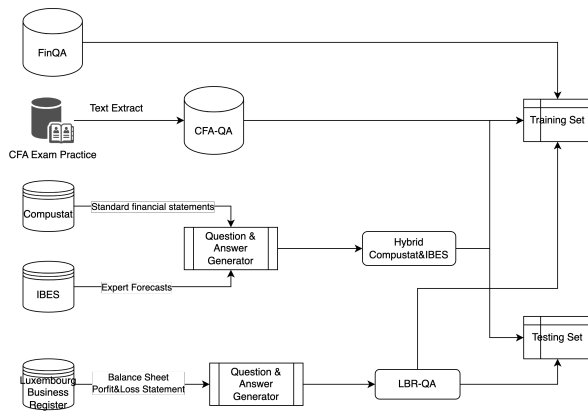 FinQA
Text Extract
CFA-QA
Training Set
CFA Exam Practice
Standard financial statements
Compustat
Question &
Answer
Generator
Hybrid
Compustat&IBES
IBES
Expert Forecasts
Testing Set
Luxembourg
Business
Register
Balance Sheet
Porfit&Loss Statement
Question &
Answer
Generator
LBR-QA